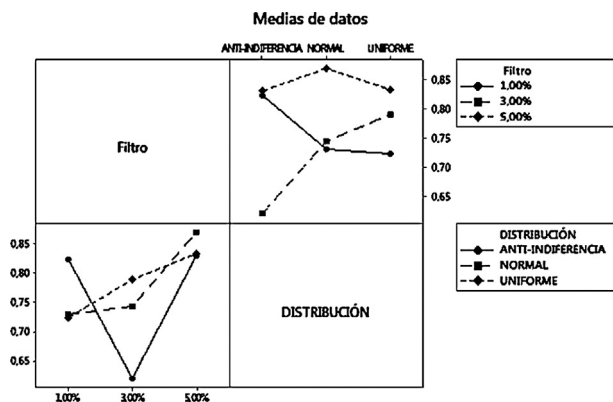 Medias de datos
ANTI-INDIFERENCIA NORMAL UNIFORME
Filtro
0,85
0,80
0,75
0,70
0,65
Filtro
1,00%
3,00%
5,00%
0,85
0,80
0,75
0,70
0,65
1,00% 3,00% 5,00%
DISTRIBUCIÓN
DISTRIBUCIÓN
ANTI-INDIFERENCIA
NORMAL
UNIFORME